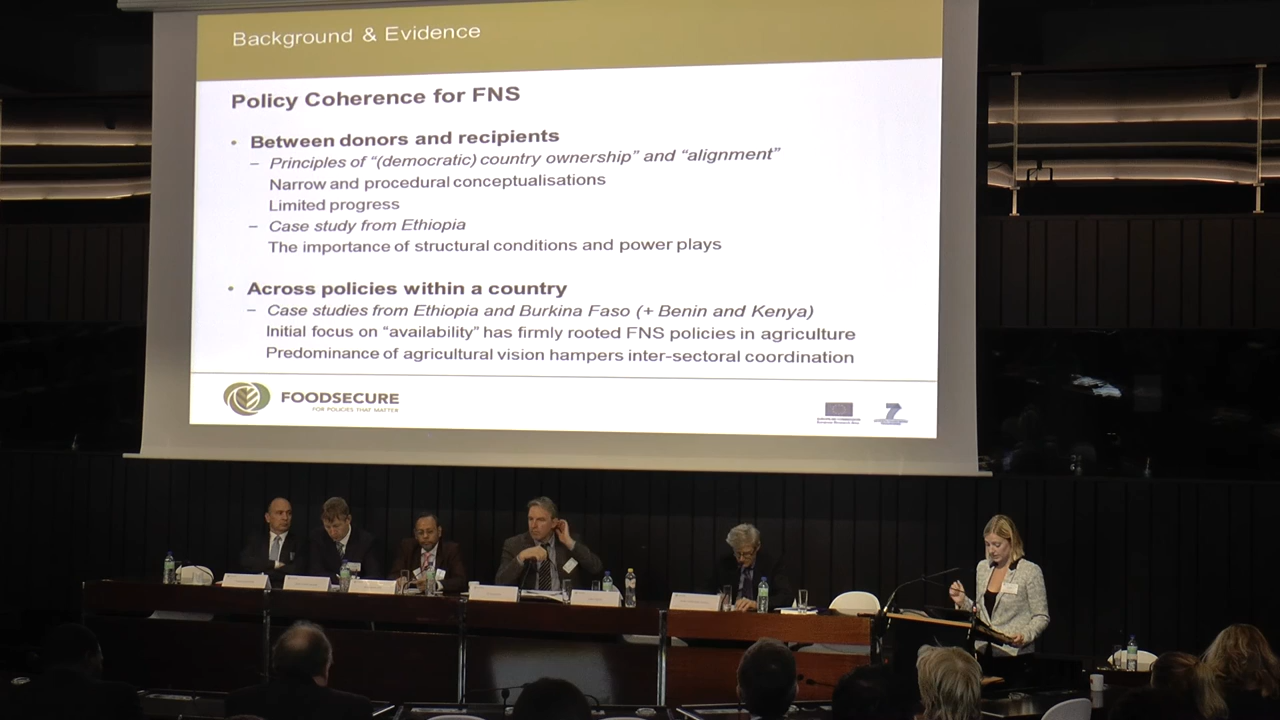 Background & Evidence
Policy Coherence for FNS
• Between donors and recipients
– Principles of “(democratic) country ownership” and “alignment”
Narrow and procedural conceptualisations
Limited progress
– Case study from Ethiopia
The importance of structural conditions and power plays
• Across policies within a country
– Case studies from Ethiopia and Burkina Faso (+ Benin and Kenya)
Initial focus on “availability” has firmly rooted FNS policies in agriculture
Predominance of agricultural vision hampers inter-sectoral coordination
FOODSECURE
FOR POLICIES THAT MATTER